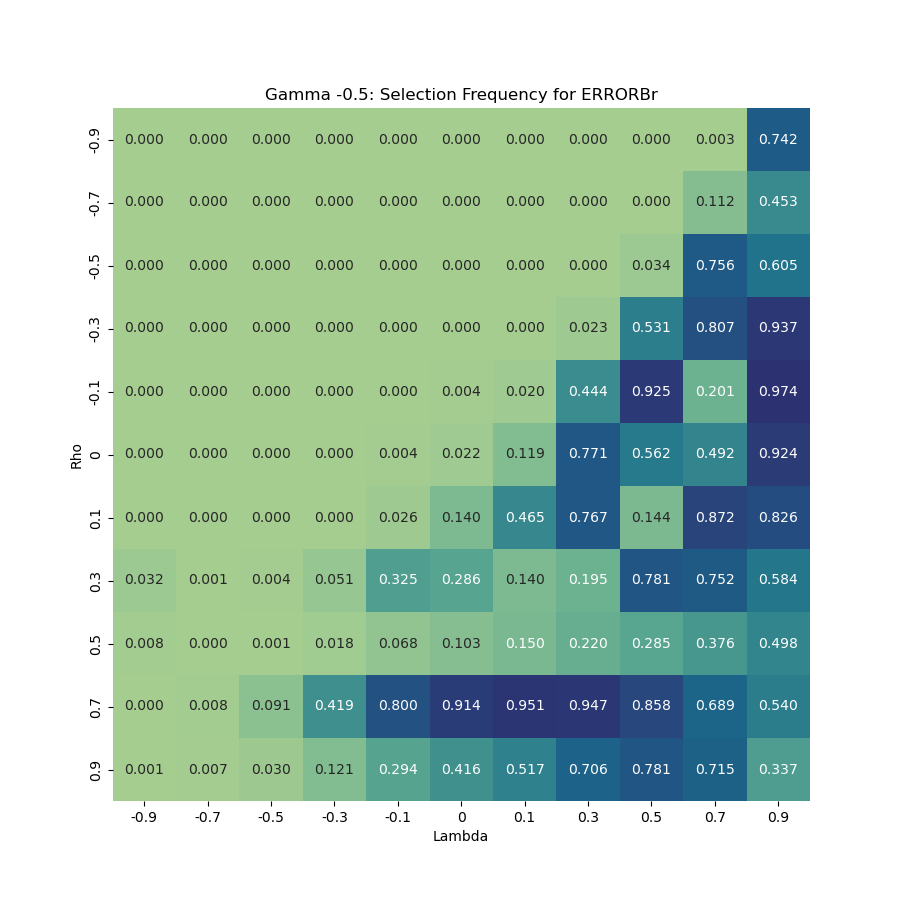 Gamma -0.5: Selection Frequency for ERRORBr
-0.9 0.000 0.000 0.000 0.000 0.000 0.000 0.000 0.000 0.000 0.003 0.742
-0.7 0.000 0.000 0.000 0.000 0.000 0.000 0.000 0.000 0.000 0.112 0.453
-0.5 0.000 0.000 0.000 0.000 0.000 0.000 0.000 0.000 0.034 0.756 0.605
-0.3 0.000 0.000 0.000 0.000 0.000 0.000 0.000 0.023 0.531 0.807 0.937
-0.1 0.000 0.000 0.000 0.000 0.000 0.004 0.020 0.444 0.925 0.201 0.974
Rho
0 0.000 0.000 0.000 0.000 0.004 0.022 0.119 0.771 0.562 0.492 0.924
0.1 0.000 0.000 0.000 0.000 0.026 0.140 0.465 0.767 0.144 0.872 0.826
0.3 0.032 0.001 0.004 0.051 0.325 0.286 0.140 0.195 0.781 0.752 0.584
0.5 0.008 0.000 0.001 0.018 0.068 0.103 0.150 0.220 0.285 0.376 0.498
0.7 0.000 0.008 0.091 0.419 0.800 0.914 0.951 0.947 0.858 0.689 0.540
0.9 0.001 0.007 0.030 0.121 0.294 0.416 0.517 0.706 0.781 0.715 0.337
-0.9 -0.7 -0.5 -0.3 -0.1 0 0.1 0.3 0.5 0.7 0.9
Lambda